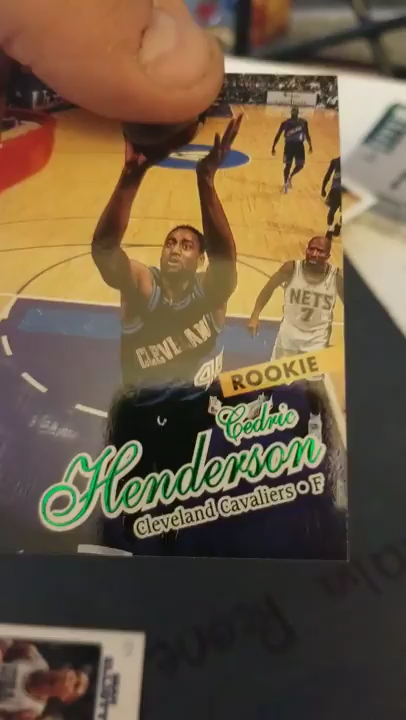 NETS
7
CLEVELAND
ROOKIE
Cedric
Henderson
Cleveland Cavaliers • F